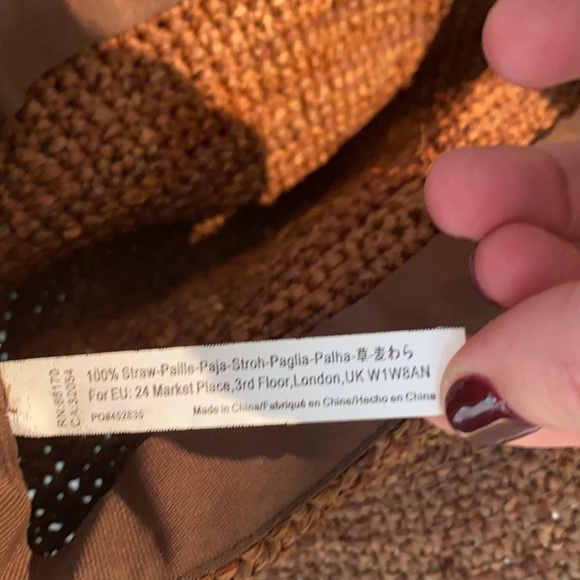 RN-66170
CA-32054
100% Straw-Paille-Paja-Stroh-Paglia-Palha-草-麦わら
For EU: 24 Market Place,3rd Floor,London,UK W1W8AN
PO#452835
Made in China/Fabriqué en Chine/Hecho en China